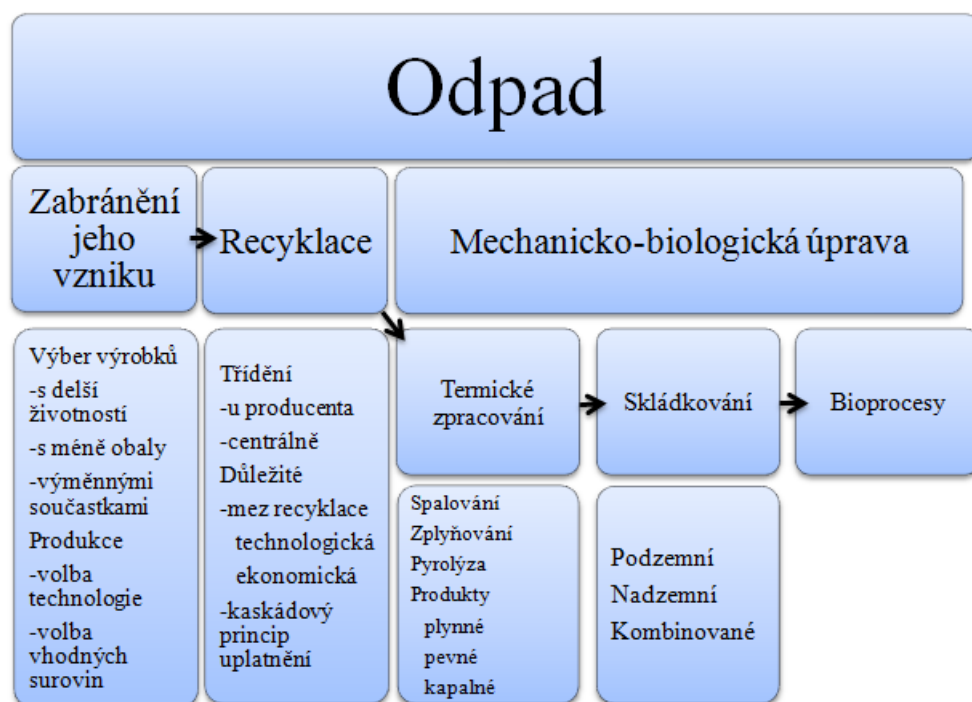 Odpad
Zabránění
jeho
vzniku
Recyklace
Mechanicko-biologická úprava
Výber výrobků
-s delší
životností
-s méně obaly
-výměnnými
součastkami
Produkce
-volba
technologie
-volba
vhodných
surovin
Třídění
-u producenta
-centrálně
Důležité
-mez recyklace
technologická
ekonomická
-kaskádový
princip
uplatnění
Termické
zpracování
Spalování
Zplyňování
Pyrolýza
Produkty
plynné
pevné
kapalné
Skládkování
Podzemní
Nadzemní
Kombinované
Bioprocesy